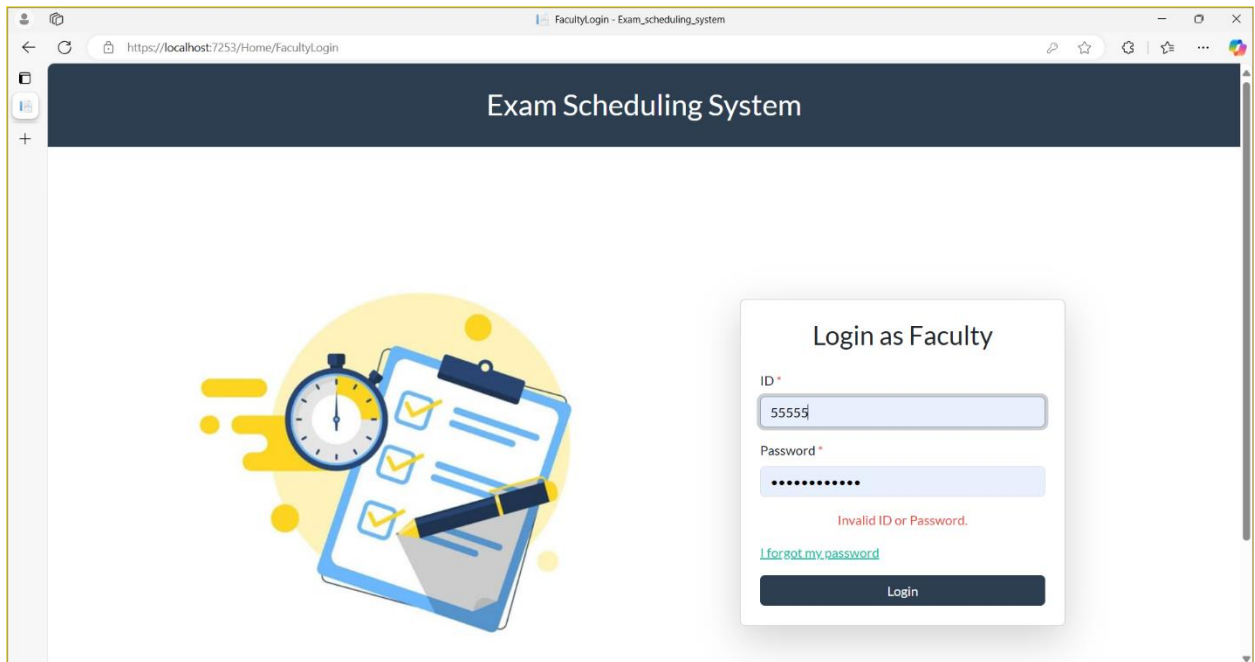 FacultyLogin - Exam_scheduling_system
https://localhost:7253/Home/FacultyLogin
Exam Scheduling System
Login as Faculty
ID *
55555
Password *
••••••••••••
Invalid ID or Password.
I forgot my password
Login